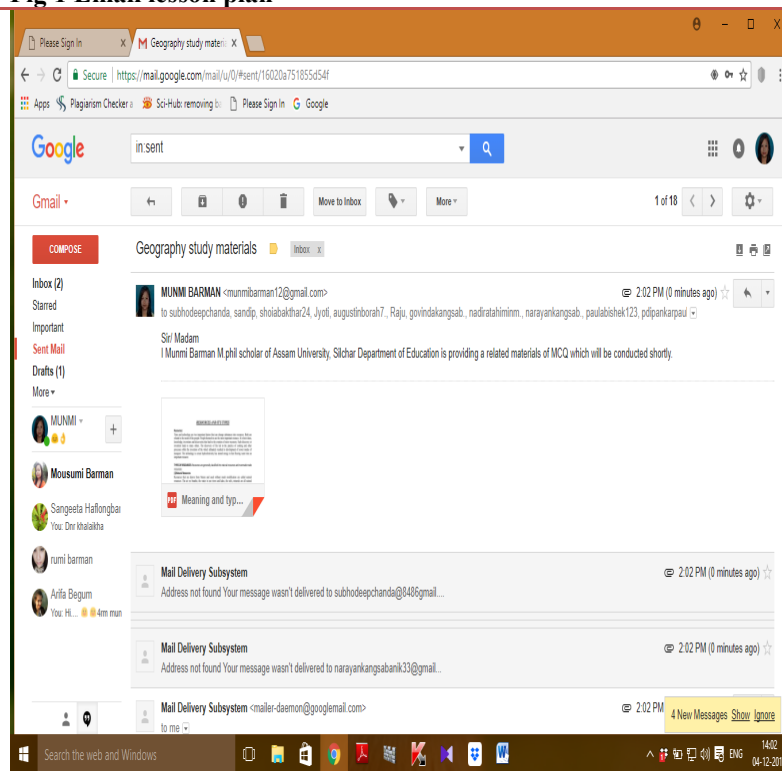 Fig 1 Email lesson plan
Please Sign In x
Geography study materi x
Secure | https://mail.google.com/mail/u/0/#sent/16020a751855d54f
Apps Plagiarism Checker a Sci-Hub: removing ba Please Sign In G Google
Google
in:sent
Gmail
Move to Inbox
More
1 of 18
COMPOSE
Geography study materials
Inbox x
Inbox (2)
Starred
Important
Sent Mail
Drafts (1)
More
MUNMI BARMAN <munmibarman12@gmail.com>
2:02 PM (0 minutes ago)
to subhodeepchanda, sandip, shoiabakthar24, Jyoti, augustinborah7., Raju, govindakangsab., nadiratahiminm., narayankangsab., paulabishek123, pdipankarpaul
Sir/ Madam
I Munmi Barman M.phil scholar of Assam University, Silchar Department of Education is providing a related materials of MCQ which will be conducted shortly.
PDF Meaning and typ...
MUNMI
Mousumi Barman
Sangeeta Haflongbar
You: Dnr khalaikha
rumi barman
Arifa Begum
You: Hi.... 4rm mun
Mail Delivery Subsystem
2:02 PM (0 minutes ago)
Address not found Your message wasn't delivered to subhodeepchanda@8486gmail....
Mail Delivery Subsystem
2:02 PM (0 minutes ago)
Address not found Your message wasn't delivered to narayankangsabanik33@gmail...
Mail Delivery Subsystem <mailer-daemon@googlemail.com>
2:02 PM
to me
4 New Messages Show Ignore
Search the web and Windows
ENG
14:02
04-12-201